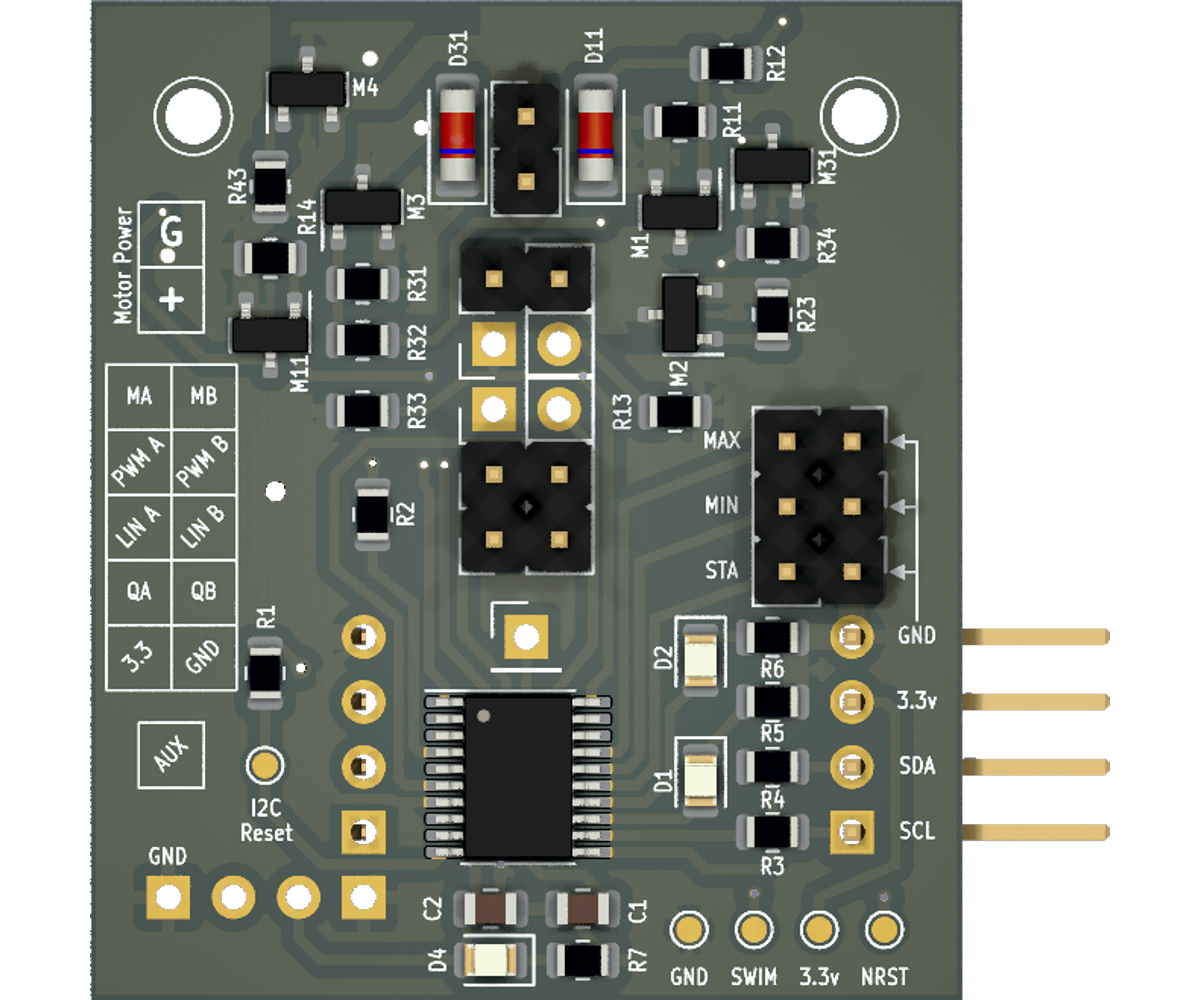 D31
D11
R12
M4
R11
M31
R43
R14
M3
M1
R34
Motor Power
G
+
R31
R23
R32
M11
M2
MA MB
R33
R13
PWM A PWM B
MAX
LIN A LIN B
R2
MIN
QA QB
STA
R1
3.3 GND
D2
GND
R6
3.3v
R5
AUX
D1
SDA
R4
I2C
Reset
SCL
R3
GND
C2
C1
D4
R7
GND SWIM 3.3v NRST